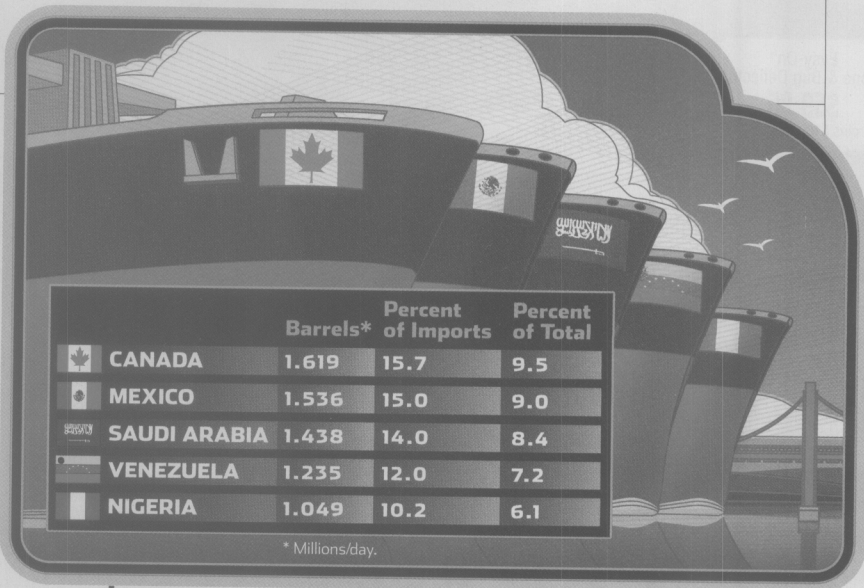 Barrels* Percent of Imports Percent of Total
CANADA 1.619 15.7 9.5
MEXICO 1.536 15.0 9.0
SAUDI ARABIA 1.438 14.0 8.4
VENEZUELA 1.235 12.0 7.2
NIGERIA 1.049 10.2 6.1
* Millions/day.